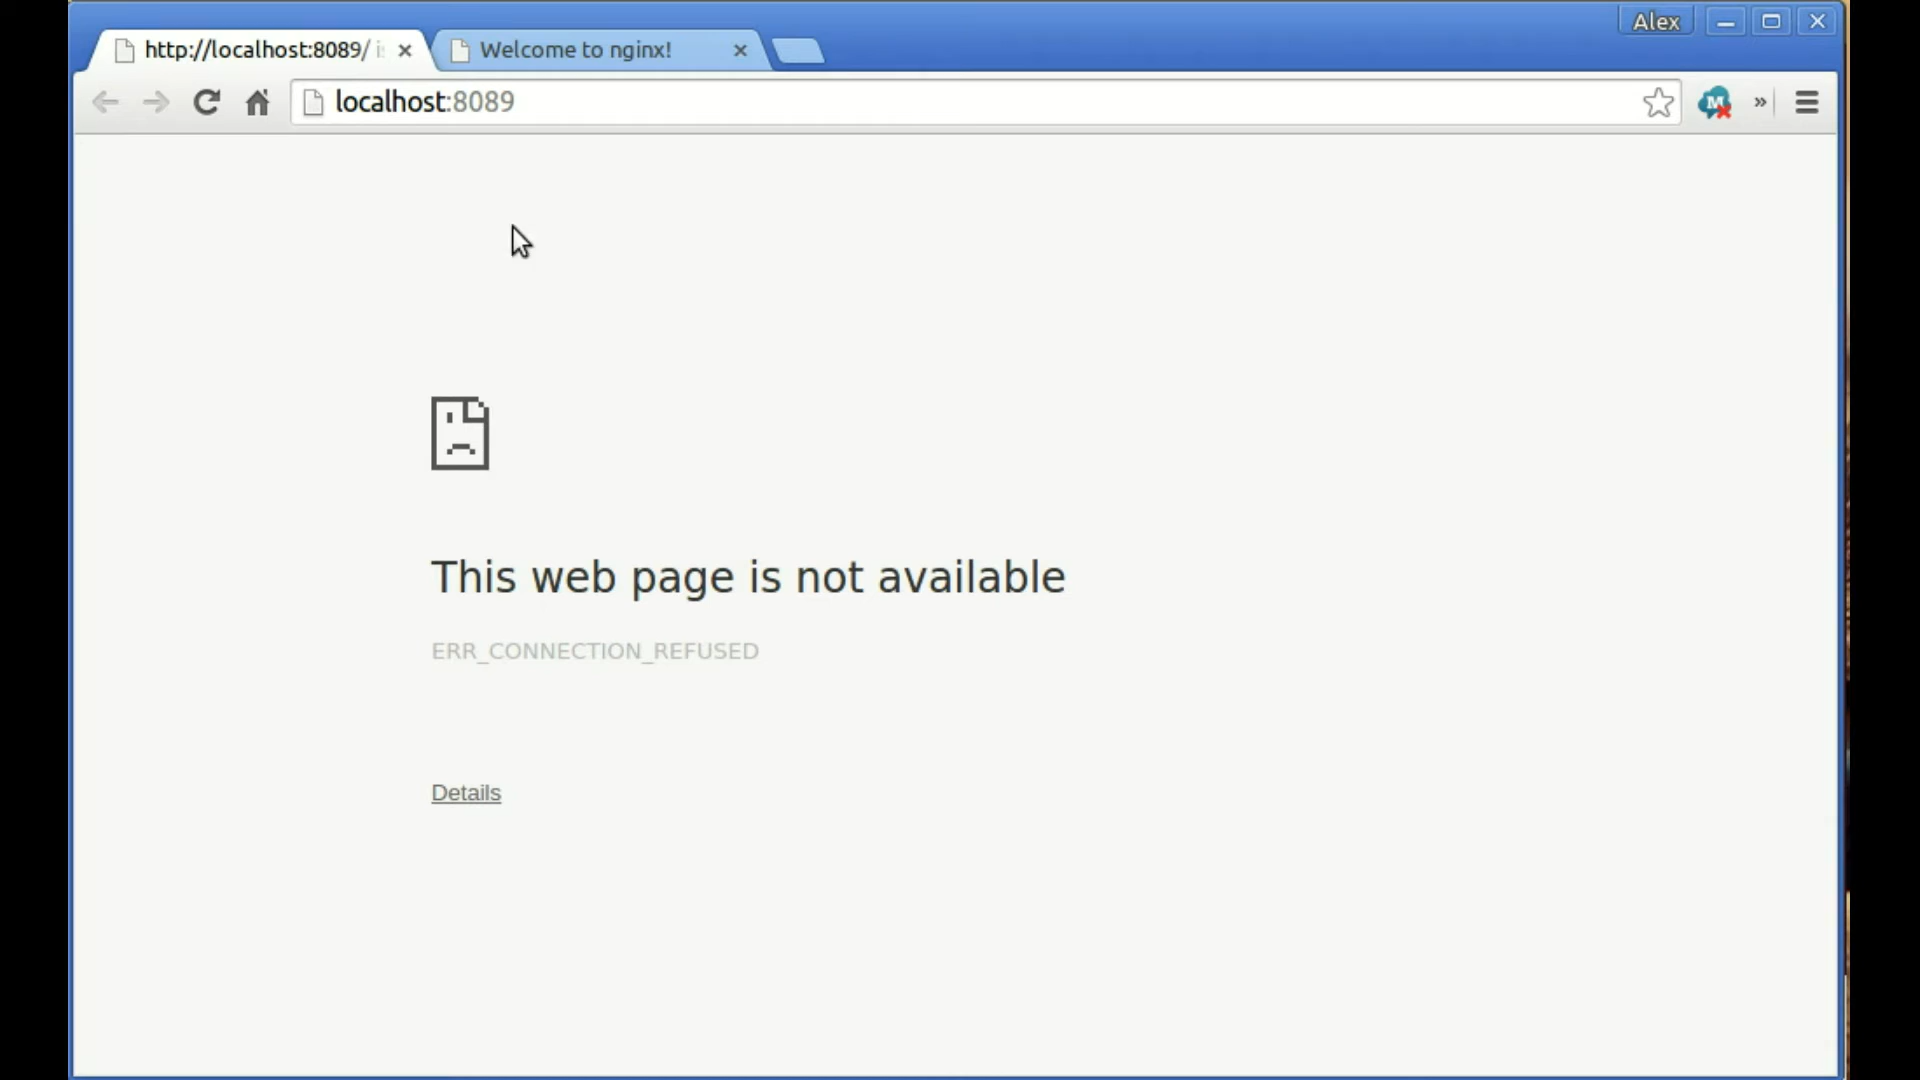 Alex
http://localhost:8089/ i
Welcome to nginx!
localhost:8089
M
»
This web page is not available
ERR_CONNECTION_REFUSED
Details